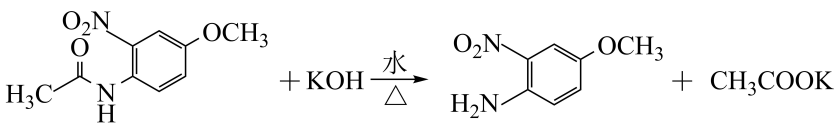 O₂N OCH₃ O H₃C N H + KOH 水 △ O₂N OCH₃ H₂N + CH₃COOK